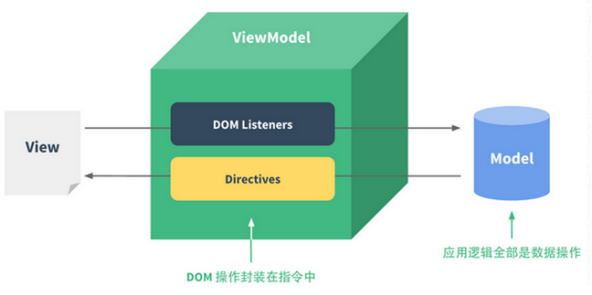 ViewModel
DOM Listeners
View
Model
Directives
应用逻辑全部是数据操作
DOM 操作封装在指令中